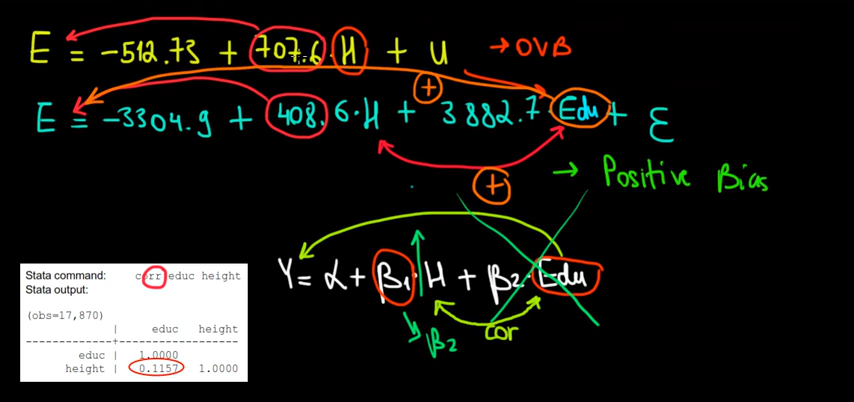 E = -512.73 + 707.6 · H + u → OVB
E = -3304.9 + 408.6 · H + 3882.7 · Edu + ε
+
+
→ Positive Bias
Y = α + β1 · H + β2 · Edu
β2
cor
Stata command: corr educ height
Stata output:
(obs=17,870)
| educ height
-------------+------------------
educ | 1.0000
height | 0.1157 1.0000